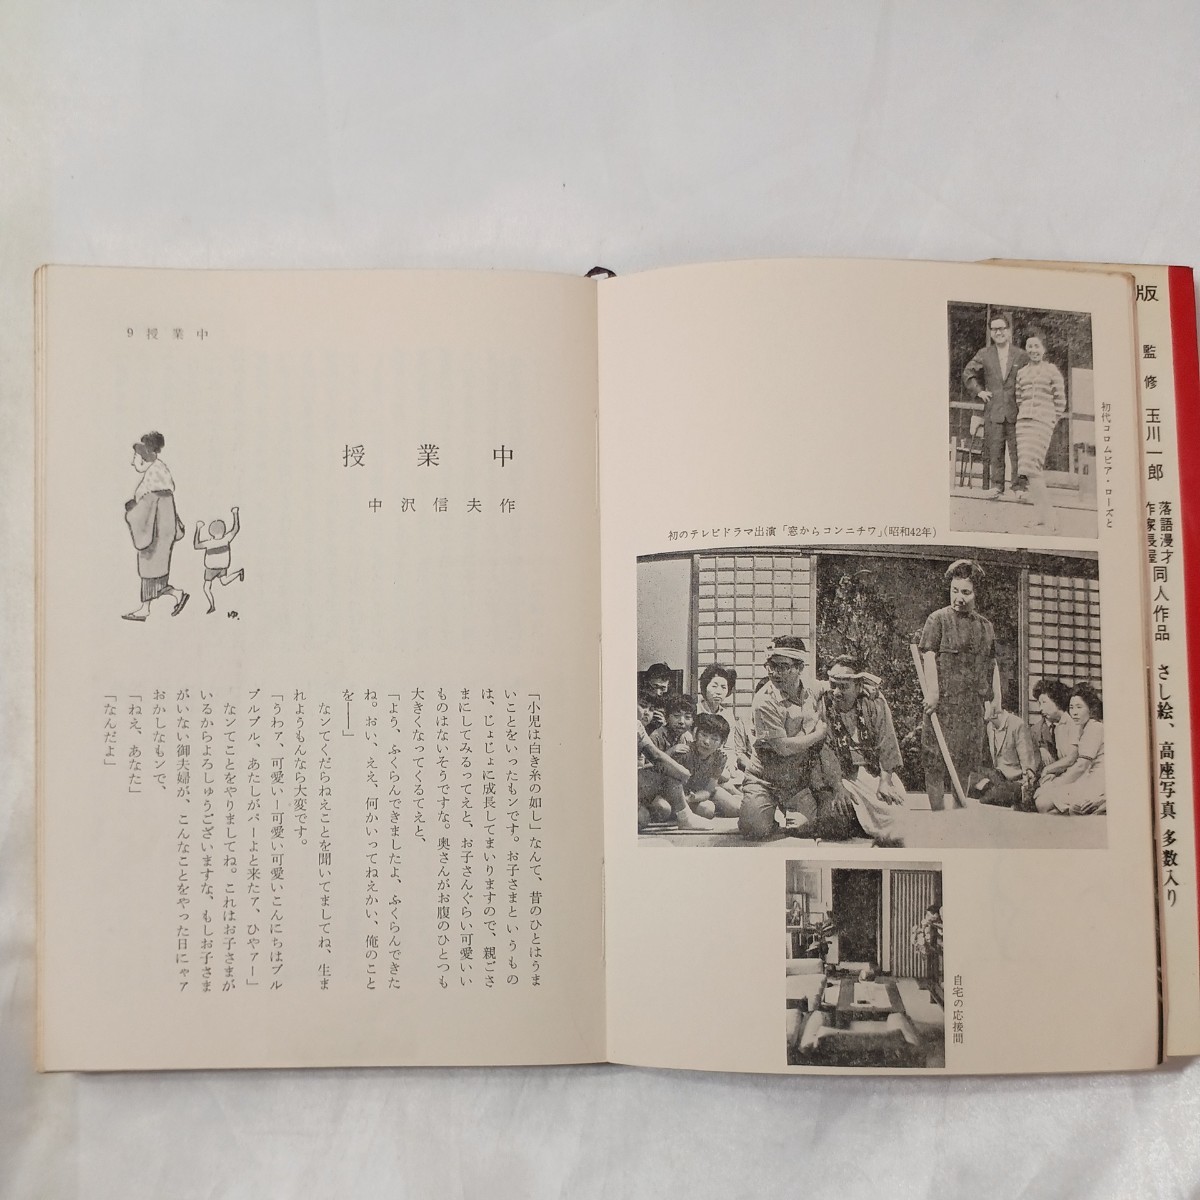 版
監修 玉川一郎
落語漫才
作家長屋
同人作品
さし絵、高座写真 多数入り
初代コロムビア・ローズと
初のテレビドラマ出演「窓からコンニチワ」(昭和42年)
自宅の応接間
9 授業中
授業中
中沢信夫作
ゆ.
「小児は白き糸の如し」なんて、昔のひとはうま
いことをいったもンです。お子さまというもの
は、じょじょに成長してまいりますので、親ごさ
まにしてみるってえと、お子さんぐらい可愛いい
ものはないそうですな。奥さんがお腹のひとつも
大きくなってくるてえと、
「よう、ふくらんできましたよ、ふくらんできた
ね。おい、ええ、何かいってねえかい、俺のこと
を――」
なンてくだらねえことを聞いてましてね、生ま
れようもんなら大変です。
「うわァ、可愛いー可愛い可愛いこんにちはブル
ブルブル、あたしがパーよと来たァ、ひやァー」
なンてことをやりましてね。これはお子さまが
いるからよろしゅうございますな、もしお子さま
がいない御夫婦が、こんなことをやった日にゃァ
おかしなもンで、
「ねえ、あなた」
「なんだよ」